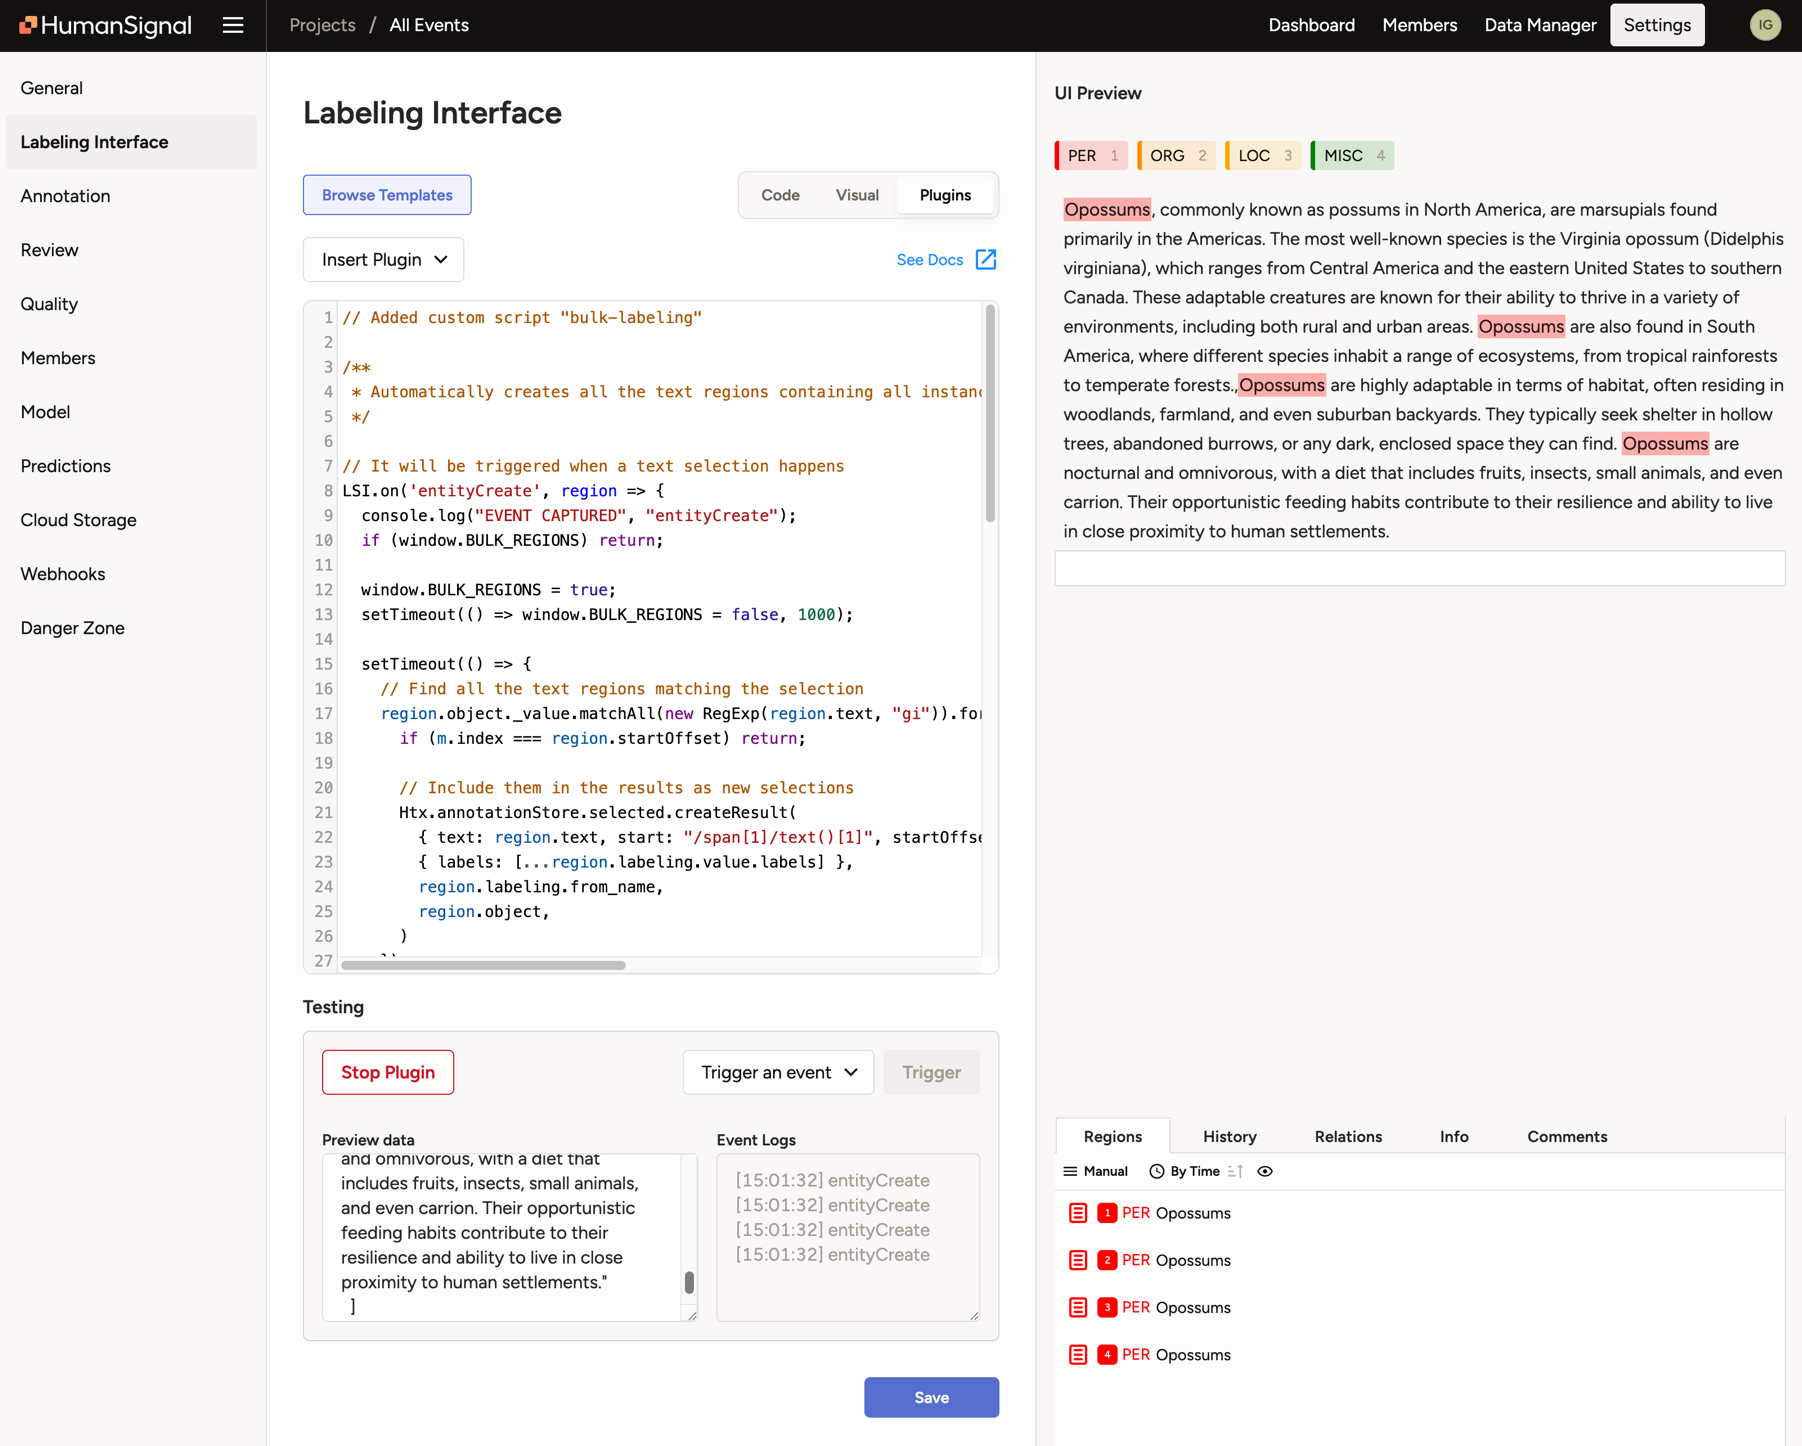 HumanSignal
Projects / All Events
Dashboard
Members
Data Manager
Settings
IG
General
Labeling Interface
Annotation
Review
Quality
Members
Model
Predictions
Cloud Storage
Webhooks
Danger Zone
Labeling Interface
Browse Templates
Code
Visual
Plugins
Insert Plugin
See Docs
1 // Added custom script "bulk-labeling"
2
3 /**
4  * Automatically creates all the text regions containing all instanc
5  */
6
7 // It will be triggered when a text selection happens
8 LSI.on('entityCreate', region => {
9   console.log("EVENT CAPTURED", "entityCreate");
10   if (window.BULK_REGIONS) return;
11
12   window.BULK_REGIONS = true;
13   setTimeout(() => window.BULK_REGIONS = false, 1000);
14
15   setTimeout(() => {
16     // Find all the text regions matching the selection
17     region.object._value.matchAll(new RegExp(region.text, "gi")).for
18       if (m.index === region.startOffset) return;
19
20       // Include them in the results as new selections
21       Htx.annotationStore.selected.createResult(
22         { text: region.text, start: "/span[1]/text()[1]", startOffse
23         { labels: [...region.labeling.value.labels] },
24         region.labeling.from_name,
25         region.object,
26       )
27     })
Testing
Stop Plugin
Trigger an event
Trigger
Preview data
and omnivorous, with a diet that
includes fruits, insects, small animals,
and even carrion. Their opportunistic
feeding habits contribute to their
resilience and ability to live in close
proximity to human settlements."
]
Event Logs
[15:01:32] entityCreate
[15:01:32] entityCreate
[15:01:32] entityCreate
[15:01:32] entityCreate
Save
UI Preview
PER 1
ORG 2
LOC 3
MISC 4
Opossums, commonly known as possums in North America, are marsupials found
primarily in the Americas. The most well-known species is the Virginia opossum (Didelphis
virginiana), which ranges from Central America and the eastern United States to southern
Canada. These adaptable creatures are known for their ability to thrive in a variety of
environments, including both rural and urban areas. Opossums are also found in South
America, where different species inhabit a range of ecosystems, from tropical rainforests
to temperate forests.,Opossums are highly adaptable in terms of habitat, often residing in
woodlands, farmland, and even suburban backyards. They typically seek shelter in hollow
trees, abandoned burrows, or any dark, enclosed space they can find. Opossums are
nocturnal and omnivorous, with a diet that includes fruits, insects, small animals, and even
carrion. Their opportunistic feeding habits contribute to their resilience and ability to live
in close proximity to human settlements.
Regions
History
Relations
Info
Comments
Manual
By Time
1 PER Opossums
2 PER Opossums
3 PER Opossums
4 PER Opossums